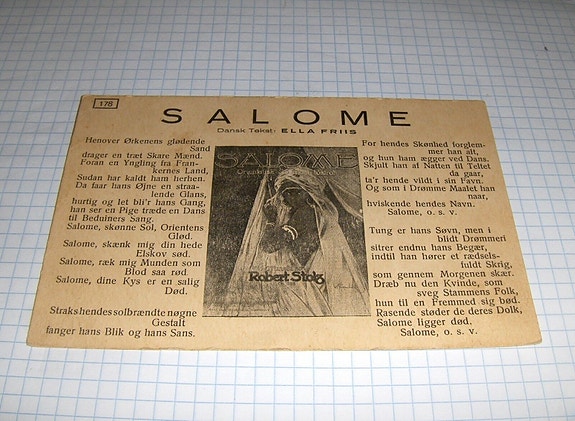 178
SALOME
Dansk Tekst: ELLA FRIIS
Henover Ørkenens glødende
Sand
drager en træt Skare Mænd.
Foran en Yngling fra Fran-
kernes Land,
Sudan har kaldt ham herhen.
Da faar hans Øjne en straa-
lende Glans,
hurtig og let bli'r hans Gang,
han ser en Pige træde en Dans
til Beduiners Sang.
Salome, skønne Sol, Orientens
Glød.
Salome, skænk mig din hede
Elskov sød.
Salome, ræk mig Munden som
Blod saa rød
Salome, dine Kys er en salig
Død.
Straks hendes solbrændte nøgne
Gestalt
fanger hans Blik og hans Sans.
SALOME
Robert Stolz
For hendes Skønhed forglem-
mer han alt,
og hun ham ægger ved Dans.
Skjult han af Natten til Teltet
da gaar,
ta'r hende vildt i sin Favn.
Og som i Drømme Maalet han
naar,
hviskende hendes Navn.
Salome, o. s. v.
Tung er hans Søvn, men i
blidt Drømmeri
sitrer endnu hans Begær,
indtil han hører et rædsels-
fuldt Skrig,
som gennem Morgenen skær.
Dræb nu den Kvinde, som
sveg Stammens Folk,
hun til en Fremmed sig bød.
Rasende støder de deres Dolk,
Salome ligger død.
Salome, o. s. v.